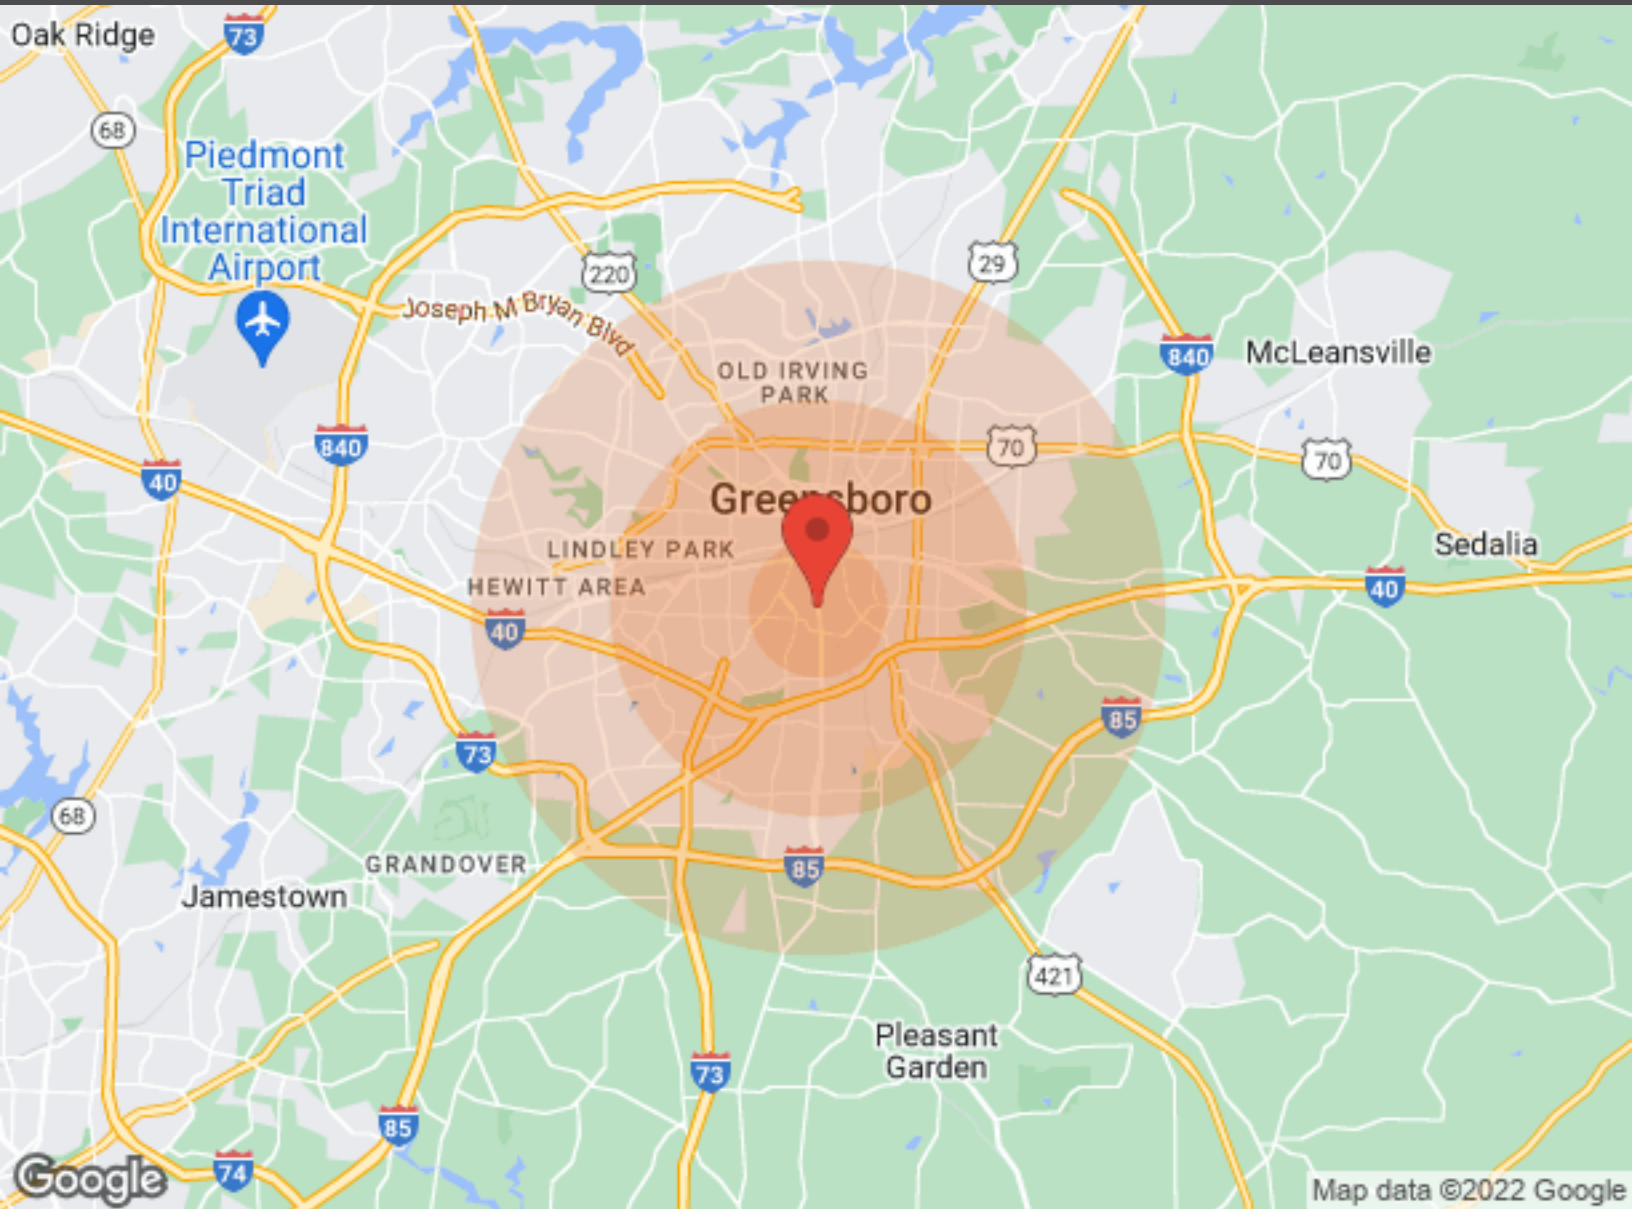 Oak Ridge
73
68
Piedmont
Triad
International
Airport
220
29
Joseph M Bryan Blvd
840
McLeansville
OLD IRVING
PARK
840
70
70
40
Greensboro
LINDLEY PARK
Sedalia
HEWITT AREA
40
40
85
73
68
GRANDOVER
85
Jamestown
421
Pleasant
Garden
73
85
74
Google
Map data ©2022 Google